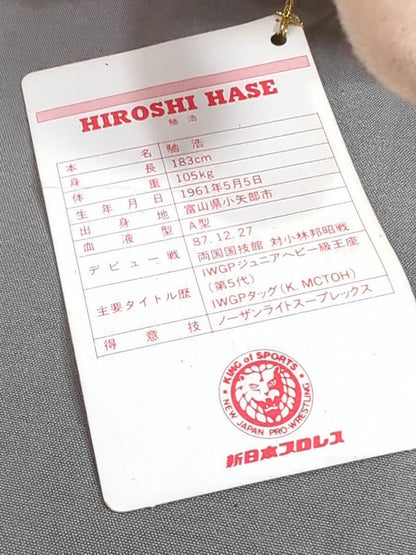 HIROSHI HASE
馳 浩
本名 馳 浩
身長 183cm
体重 105kg
生年月日 1961年5月5日
出身地 富山県小矢部市
血液型 A型
デビュー戦 87.12.27
両国国技館 対小林邦昭戦
主要タイトル歴 IWGPジュニアヘビー級王座
(第5代)
IWGPタッグ(K. MCTOH)
得意技 ノーザンライトスープレックス
KING of SPORTS
NEW JAPAN PRO-WRESTLING
新日本プロレス